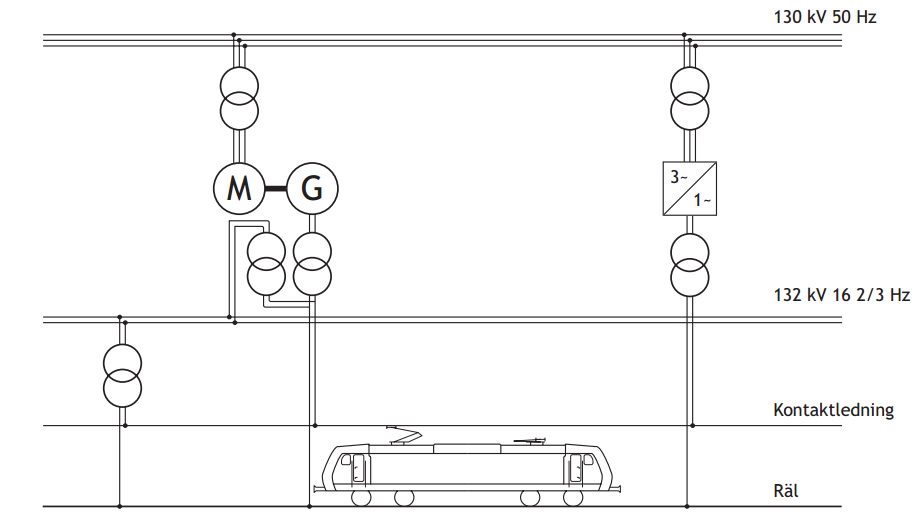 130 kV 50 Hz
M
G
3~
1~
132 kV 16 2/3 Hz
Kontaktledning
Räl